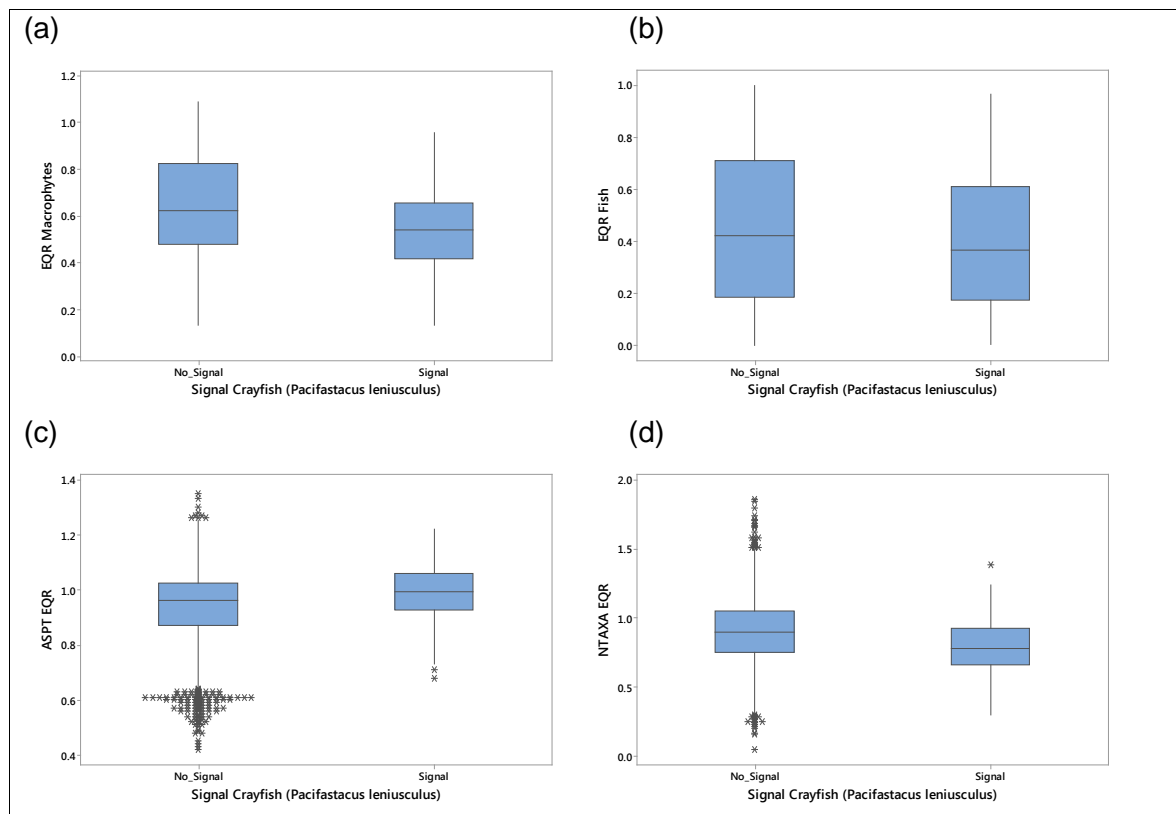 (a)
1.2
1.0
0.8
0.6
0.4
0.2
0.0
EQR Macrophytes
No_Signal Signal
Signal Crayfish (Pacifastacus leniusculus)
(b)
1.0
0.8
0.6
0.4
0.2
0.0
EQR Fish
No_Signal Signal
Signal Crayfish (Pacifastacus leniusculus)
(c)
1.4
1.2
1.0
0.8
0.6
0.4
ASPT EQR
No_Signal Signal
Signal Crayfish (Pacifastacus leniusculus)
(d)
2.0
1.5
1.0
0.5
0.0
NTAXA EQR
No_Signal Signal
Signal Crayfish (Pacifastacus leniusculus)